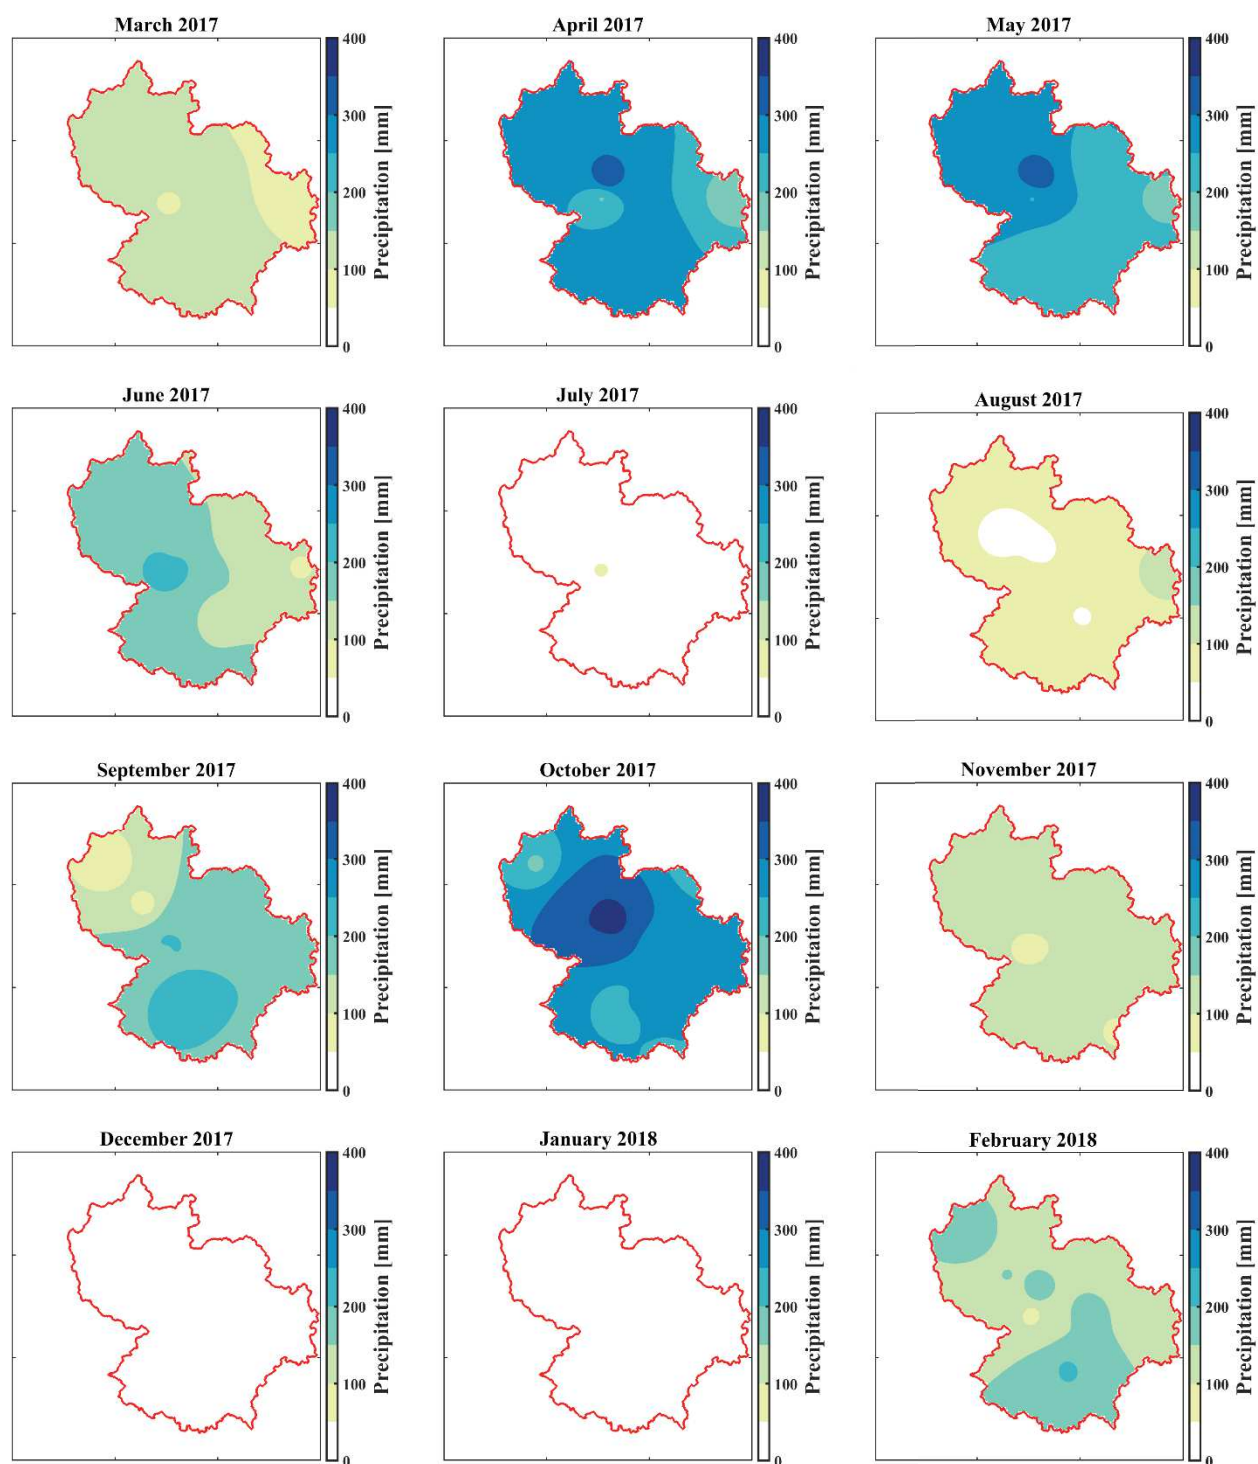 March 2017
April 2017
May 2017
400
300
200
100
0
Precipitation [mm]
400
300
200
100
0
Precipitation [mm]
400
300
200
100
0
Precipitation [mm]
June 2017
July 2017
August 2017
400
300
200
100
0
Precipitation [mm]
400
300
200
100
0
Precipitation [mm]
400
300
200
100
0
Precipitation [mm]
September 2017
October 2017
November 2017
400
300
200
100
0
Precipitation [mm]
400
300
200
100
0
Precipitation [mm]
400
300
200
100
0
Precipitation [mm]
December 2017
January 2018
February 2018
400
300
200
100
0
Precipitation [mm]
400
300
200
100
0
Precipitation [mm]
400
300
200
100
0
Precipitation [mm]